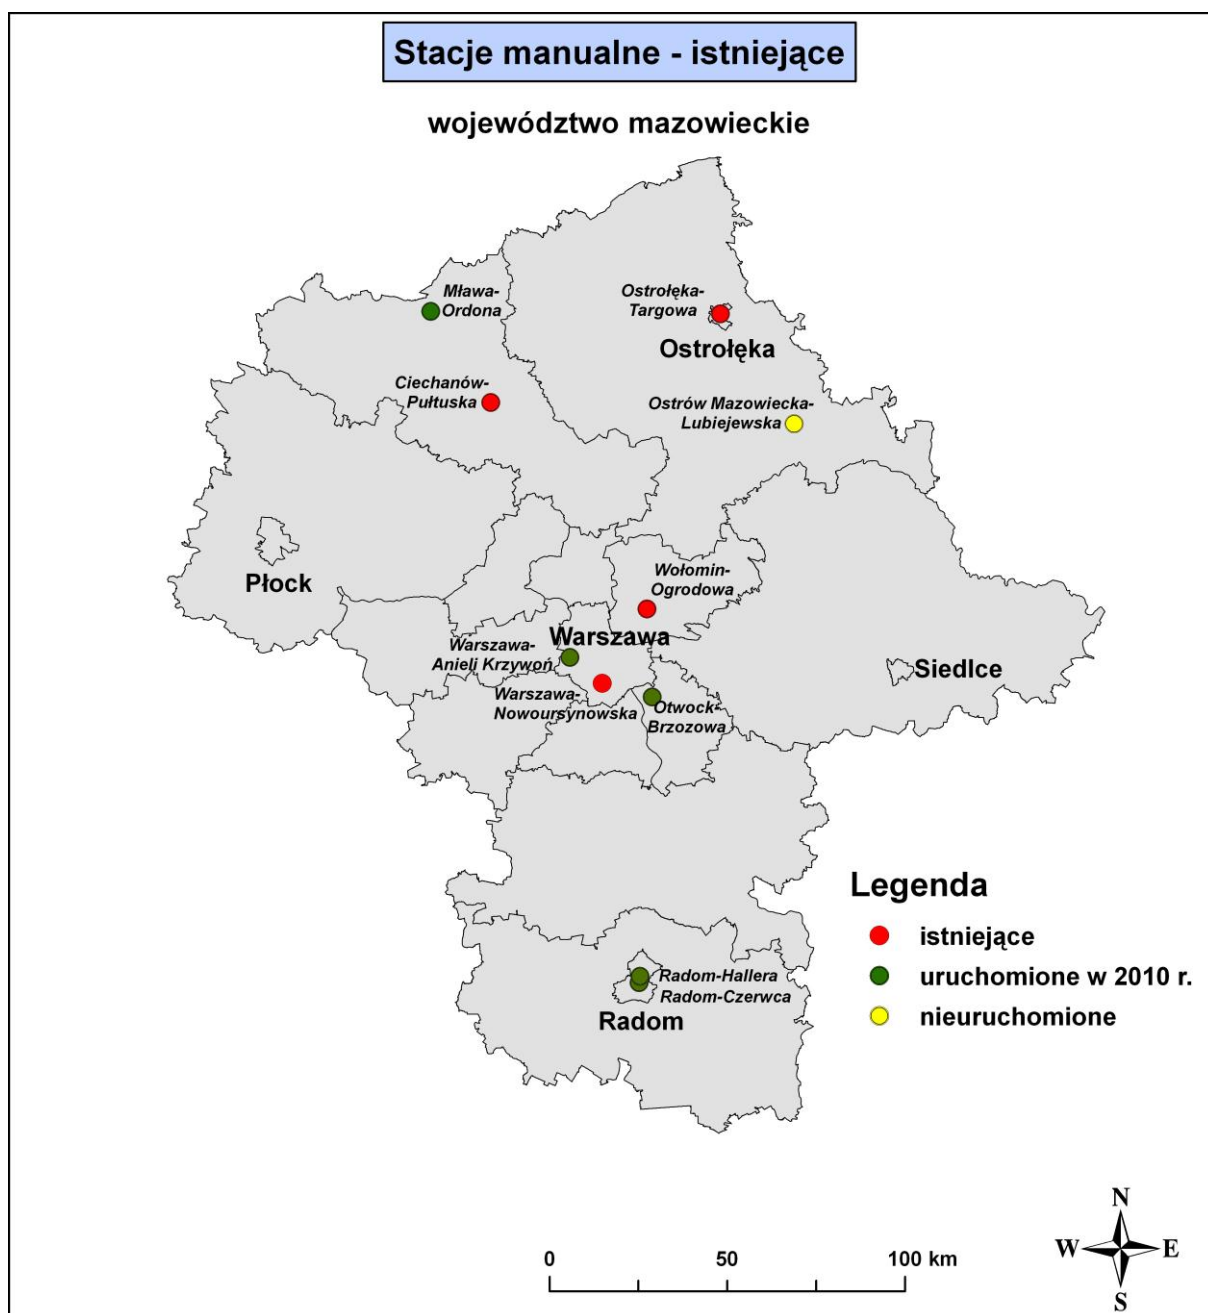 Stacje manualne - istniejące
województwo mazowieckie
Mława-
Ordona
Ostrołęka-
Targowa
Ostrołęka
Ciechanów-
Pułtuska
Ostrów Mazowiecka-
Lubiejewska
Płock
Wołomin-
Ogrodowa
Warszawa
Warszawa-
Anieli Krzywoń
Siedlce
Warszawa-
Nowoursynowska
Otwock-
Brzozowa
Legenda
istniejące
uruchomione w 2010 r.
nieuruchomione
Radom-Hallera
Radom-Czerwca
Radom
N
W
E
S
0
50
100 km